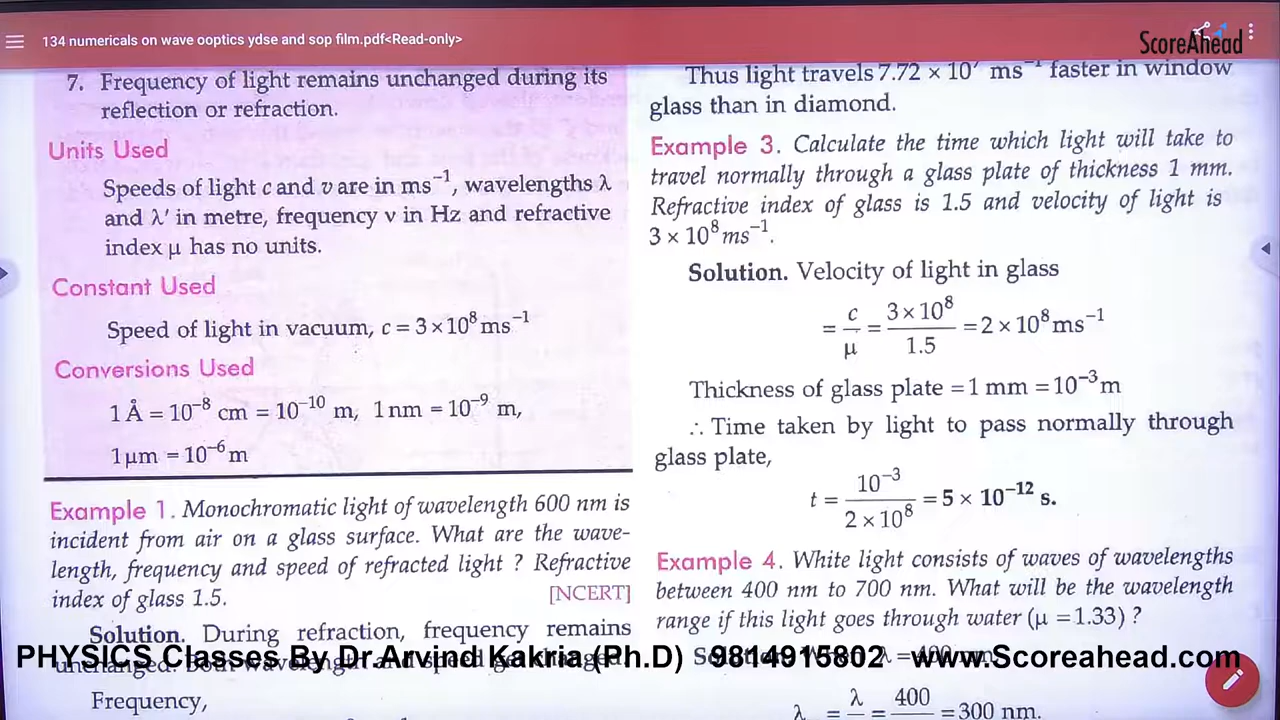 134 numericals on wave ooptics ydse and sop film.pdf<Read-only>
ScoreAhead
7. Frequency of light remains unchanged during its
reflection or refraction.
Units Used
Speeds of light c and v are in ms⁻¹, wavelengths λ
and λ' in metre, frequency ν in Hz and refractive
index μ has no units.
Constant Used
Speed of light in vacuum, c = 3 × 10⁸ ms⁻¹
Conversions Used
1 Å = 10⁻⁸ cm = 10⁻¹⁰ m, 1 nm = 10⁻⁹ m,
1 μm = 10⁻⁶ m
Example 1. Monochromatic light of wavelength 600 nm is
incident from air on a glass surface. What are the wave-
length, frequency and speed of refracted light ? Refractive
index of glass 1.5. [NCERT]
Solution. During refraction, frequency remains
unchanged. Both wavelength and speed get changed.
Frequency,
Thus light travels 7.72 × 10⁷ ms⁻¹ faster in window
glass than in diamond.
Example 3. Calculate the time which light will take to
travel normally through a glass plate of thickness 1 mm.
Refractive index of glass is 1.5 and velocity of light is
3 × 10⁸ ms⁻¹.
Solution. Velocity of light in glass
= c/μ = 3 × 10⁸/1.5 = 2 × 10⁸ ms⁻¹
Thickness of glass plate = 1 mm = 10⁻³ m
∴ Time taken by light to pass normally through
glass plate,
t = 10⁻³/2 × 10⁸ = 5 × 10⁻¹² s.
Example 4. White light consists of waves of wavelengths
between 400 nm to 700 nm. What will be the wavelength
range if this light goes through water (μ = 1.33) ?
λ = 400 nm
= λ/ = 400/ = 300 nm.
PHYSICS Classes By Dr Arvind Kakria (Ph.D) 9814915802 www.Scoreahead.com